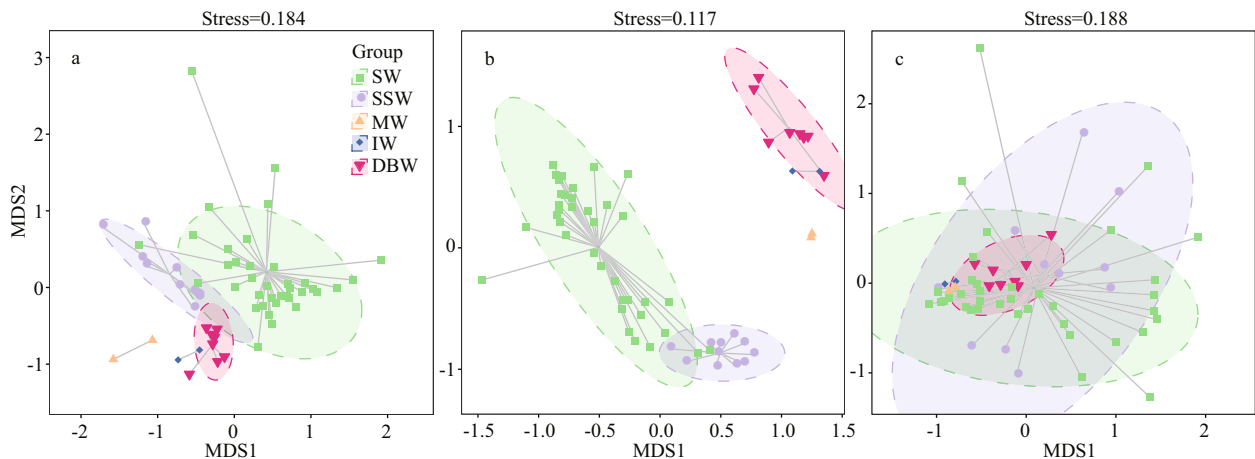 Stress=0.184
Stress=0.117
Stress=0.188
a
Group
SW
SSW
MW
IW
DBW
b
c
MDS2
3
2
1
0
-1
1
0
-1
2
1
0
-1
-2 -1 0 1 2
-1.5 -1.0 -0.5 0.0 0.5 1.0 1.5
-1 0 1 2
MDS1
MDS1
MDS1